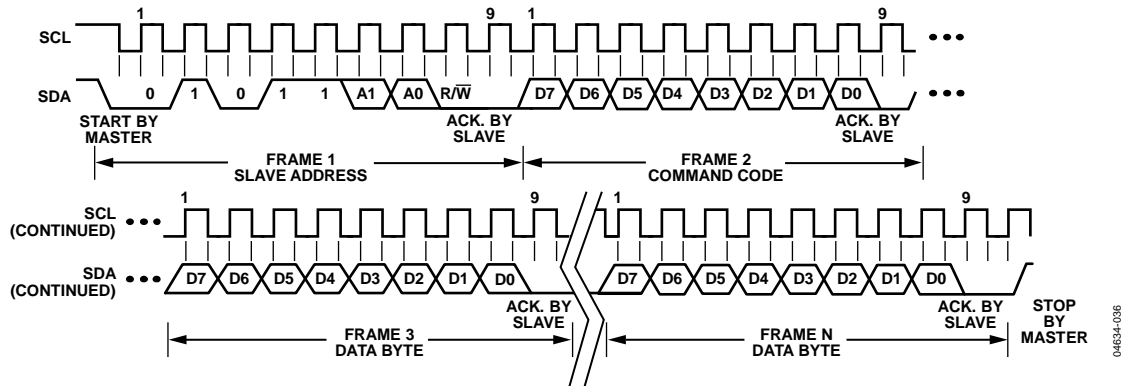 1 9 1 9
SCL
SDA 0 1 0 1 1 A1 A0 R/W̅ D7 D6 D5 D4 D3 D2 D1 D0
START BY MASTER
ACK. BY SLAVE
ACK. BY SLAVE
FRAME 1
SLAVE ADDRESS
FRAME 2
COMMAND CODE
1 9 1 9
SCL
(CONTINUED)
SDA
(CONTINUED)
D7 D6 D5 D4 D3 D2 D1 D0 D7 D6 D5 D4 D3 D2 D1 D0
ACK. BY SLAVE
ACK. BY SLAVE
STOP BY MASTER
FRAME 3
DATA BYTE
FRAME N
DATA BYTE
04634-036